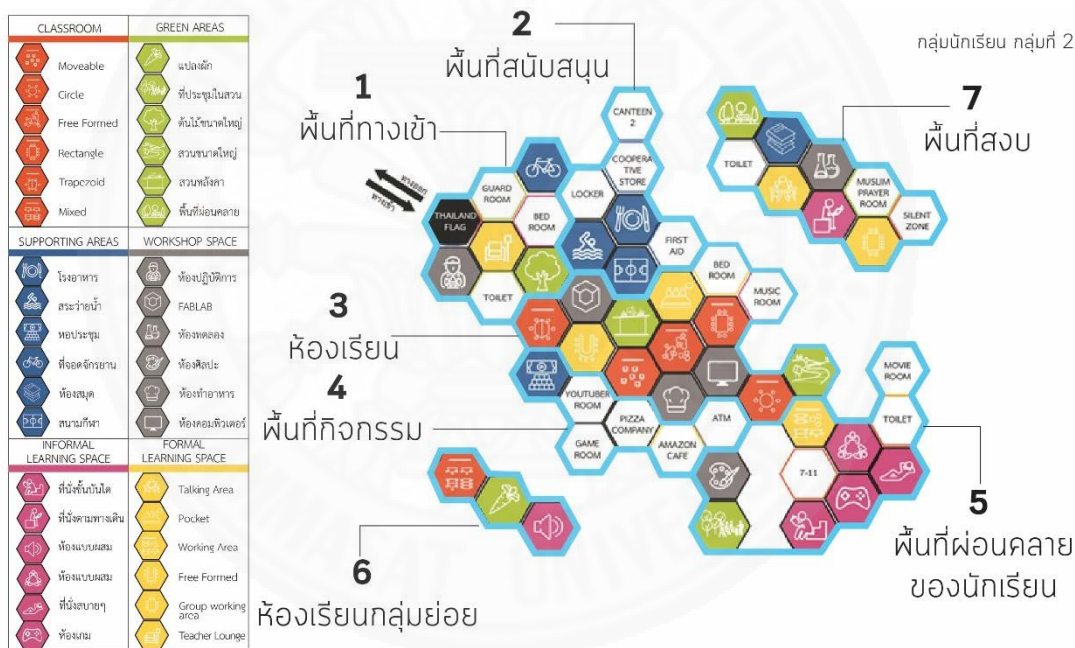 CLASSROOM
Moveable
Circle
Free Formed
Rectangle
Trapezoid
Mixed
GREEN AREAS
แปลงผัก
ที่ประชุมในสวน
ต้นไม้ขนาดใหญ่
สวนขนาดใหญ่
สวนหลังคา
พื้นที่ผ่อนคลาย
SUPPORTING AREAS
โรงอาหาร
สระว่ายน้ำ
หอประชุม
ที่จอดจักรยาน
ห้องสมุด
สนามกีฬา
WORKSHOP SPACE
ห้องปฏิบัติการ
FABLAB
ห้องทดลอง
ห้องศิลปะ
ห้องทำอาหาร
ห้องคอมพิวเตอร์
INFORMAL
LEARNING SPACE
ที่นั่งขั้นบันได
ที่นั่งตามทางเดิน
ห้องแบบผสม
ห้องแบบผสม
ที่นั่งสบายๆ
ห้องเกม
FORMAL
LEARNING SPACE
Talking Area
Pocket
Working Area
Free Formed
Group working
area
Teacher Lounge
กลุ่มนักเรียน กลุ่มที่ 2
1
พื้นที่ทางเข้า
2
พื้นที่สนับสนุน
3
ห้องเรียน
4
พื้นที่กิจกรรม
5
พื้นที่ผ่อนคลาย
ของนักเรียน
6
ห้องเรียนกลุ่มย่อย
7
พื้นที่สงบ
ทางออก
ทางเข้า
THAILAND
FLAG
GUARD
ROOM
BED
ROOM
TOILET
LOCKER
CANTEEN
2
COOPERA
TIVE
STORE
FIRST
AID
BED
ROOM
MUSIC
ROOM
YOUTUBER
ROOM
GAME
ROOM
PIZZA
COMPANY
AMAZON
CAFE
ATM
7-11
MOVIE
ROOM
TOILET
TOILET
MUSLIM
PRAYER
ROOM
SILENT
ZONE